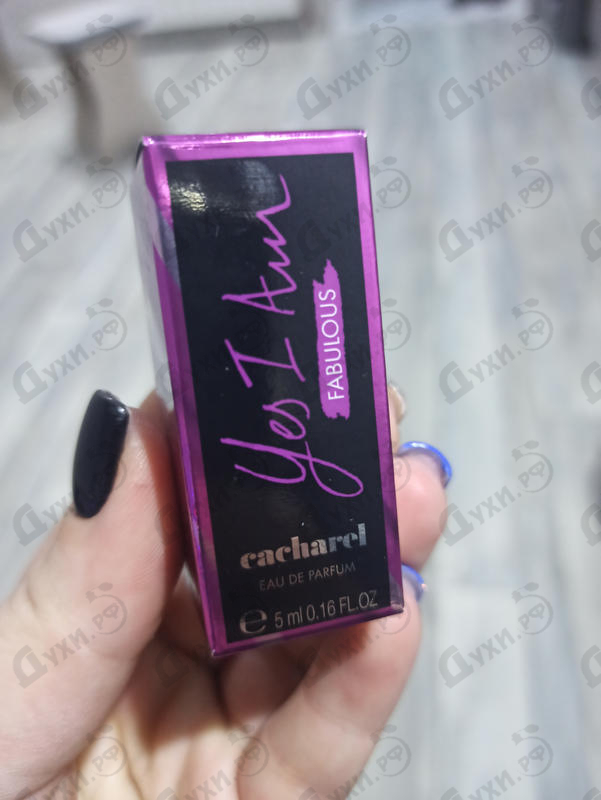 Yes I Am
FABULOUS
cacharel
EAU DE PARFUM
e 5 ml 0.16 FL.OZ
Духи.РФ